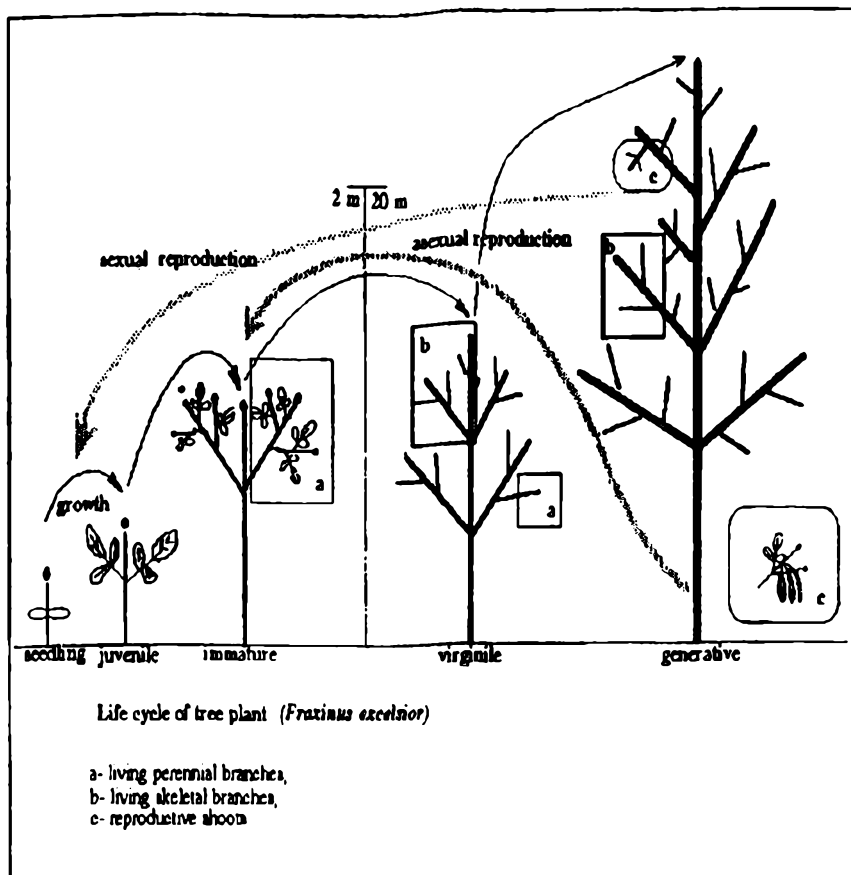 c
2 m 20 m
sexual reproduction
asexual reproduction
b
b
a
a
growth
c
seedling juvenile immature virginile generative
Life cycle of tree plant (Fraxinus excelsior)
a- living perennial branches,
b- living skeletal branches,
c- reproductive shoots